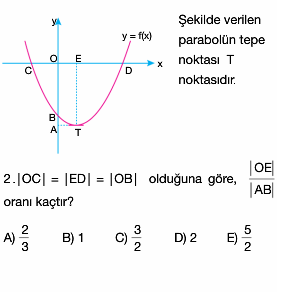 y
y = f(x)
O E
C D x
B
A T
Şekilde verilen
parabolün tepe
noktası T
noktasıdır.
2.|OC| = |ED| = |OB| olduğuna göre, |OE|/|AB|
oranı kaçtır?
A) 2/3 B) 1 C) 3/2 D) 2 E) 5/2